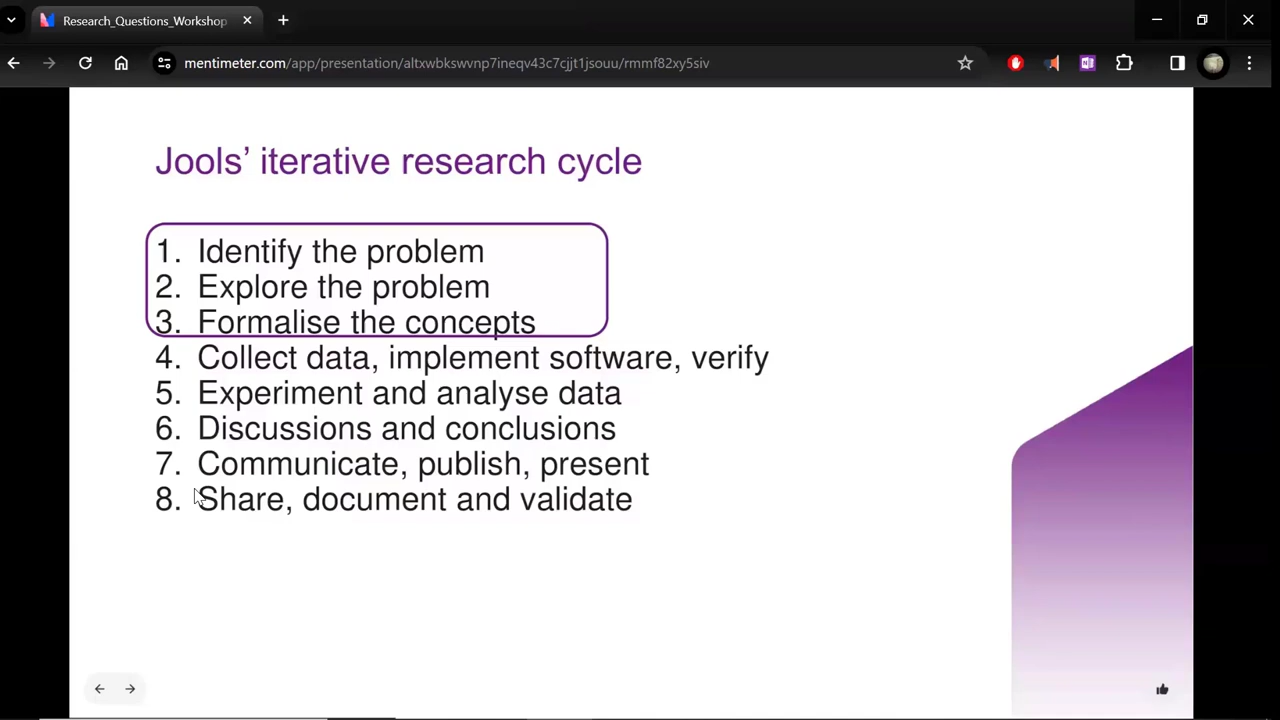 Research_Questions_Workshop
mentimeter.com/app/presentation/altxwbkswvnp7ineqv43c7cjjt1jsouu/rmmf82xy5siv
Jools’ iterative research cycle
1. Identify the problem
2. Explore the problem
3. Formalise the concepts
4. Collect data, implement software, verify
5. Experiment and analyse data
6. Discussions and conclusions
7. Communicate, publish, present
8. Share, document and validate